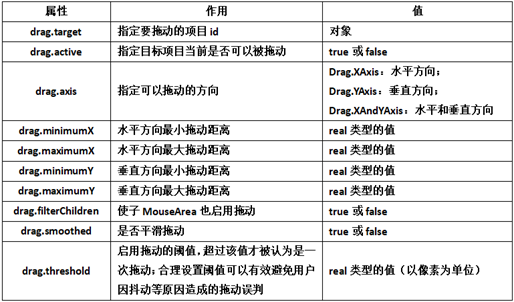 属性 作用 值
drag.target 指定要拖动的项目 id 对象
drag.active 指定目标项目当前是否可以被拖动 true 或 false
drag.axis 指定可以拖动的方向 Drag.XAxis：水平方向；
Drag.YAxis：垂直方向；
Drag.XAndYAxis：水平和垂直方向
drag.minimumX 水平方向最小拖动距离 real 类型的值
drag.maximumX 水平方向最大拖动距离 real 类型的值
drag.minimumY 垂直方向最小拖动距离 real 类型的值
drag.maximumY 垂直方向最大拖动距离 real 类型的值
drag.filterChildren 使子 MouseArea 也启用拖动 true 或 false
drag.smoothed 是否平滑拖动 true 或 false
drag.threshold 启用拖动的阈值，超过该值才被认为是一
次拖动；合理设置阈值可以有效避免用户 real 类型的值（以像素为单位）
因抖动等原因造成的拖动误判